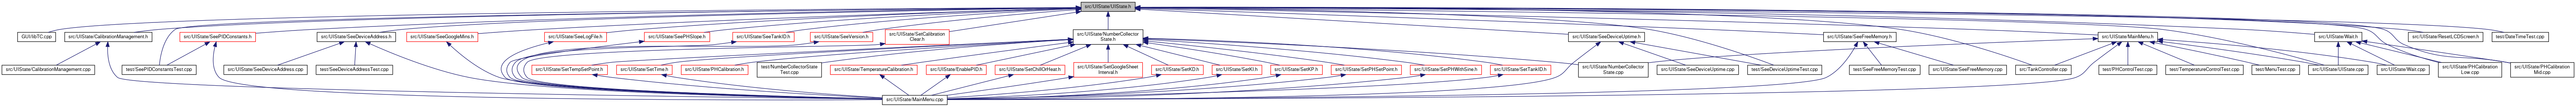 src/UIState/UIState.h
GUI/libTC.cpp
src/UIState/CalibrationManagement.h
src/UIState/SeePIDConstants.h
src/UIState/SeeDeviceAddress.h
src/UIState/SeeGoogleMins.h
src/UIState/SeeLogFile.h
src/UIState/SeePHSlope.h
src/UIState/SeeTankID.h
src/UIState/SeeVersion.h
src/UIState/SetCalibration
Clear.h
src/UIState/NumberCollector
State.h
src/UIState/SeeDeviceUptime.h
src/UIState/SeeFreeMemory.h
src/UIState/MainMenu.h
src/UIState/Wait.h
src/UIState/ResetLCDScreen.h
test/DateTimeTest.cpp
src/UIState/CalibrationManagement.cpp
test/SeePIDConstantsTest.cpp
src/UIState/SeeDeviceAddress.cpp
test/SeeDeviceAddressTest.cpp
src/UIState/SetTempSetPoint.h
src/UIState/SetTime.h
src/UIState/PHCalibration.h
test/NumberCollectorState
Test.cpp
src/UIState/TemperatureCalibration.h
src/UIState/EnablePID.h
src/UIState/SetChillOrHeat.h
src/UIState/SetGoogleSheet
Interval.h
src/UIState/SetKD.h
src/UIState/SetKI.h
src/UIState/SetKP.h
src/UIState/SetPHSetPoint.h
src/UIState/SetPHWithSine.h
src/UIState/SetTankID.h
src/UIState/NumberCollector
State.cpp
src/UIState/SeeDeviceUptime.cpp
test/SeeDeviceUptimeTest.cpp
test/SeeFreeMemoryTest.cpp
src/UIState/SeeFreeMemory.cpp
src/TankController.cpp
test/PHControlTest.cpp
test/TemperatureControlTest.cpp
test/MenuTest.cpp
src/UIState/UIState.cpp
src/UIState/Wait.cpp
src/UIState/PHCalibration
Low.cpp
src/UIState/PHCalibration
Mid.cpp
src/UIState/MainMenu.cpp